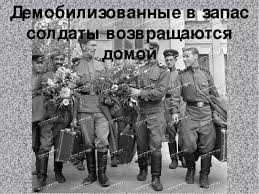 Демобилизованные в запас
солдаты возвращаются
домой